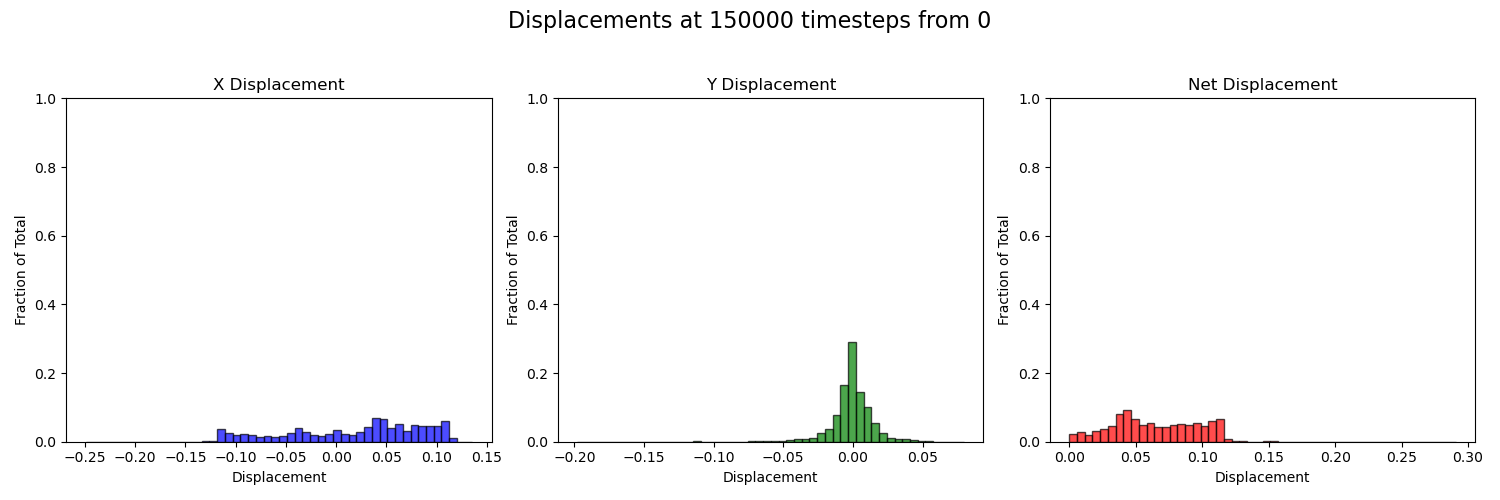 Displacements at 150000 timesteps from 0
X Displacement
Fraction of Total
1.0
0.8
0.6
0.4
0.2
0.0
−0.25 −0.20 −0.15 −0.10 −0.05 0.00 0.05 0.10 0.15
Displacement
Y Displacement
Fraction of Total
1.0
0.8
0.6
0.4
0.2
0.0
−0.20 −0.15 −0.10 −0.05 0.00 0.05
Displacement
Net Displacement
Fraction of Total
1.0
0.8
0.6
0.4
0.2
0.0
0.00 0.05 0.10 0.15 0.20 0.25 0.30
Displacement